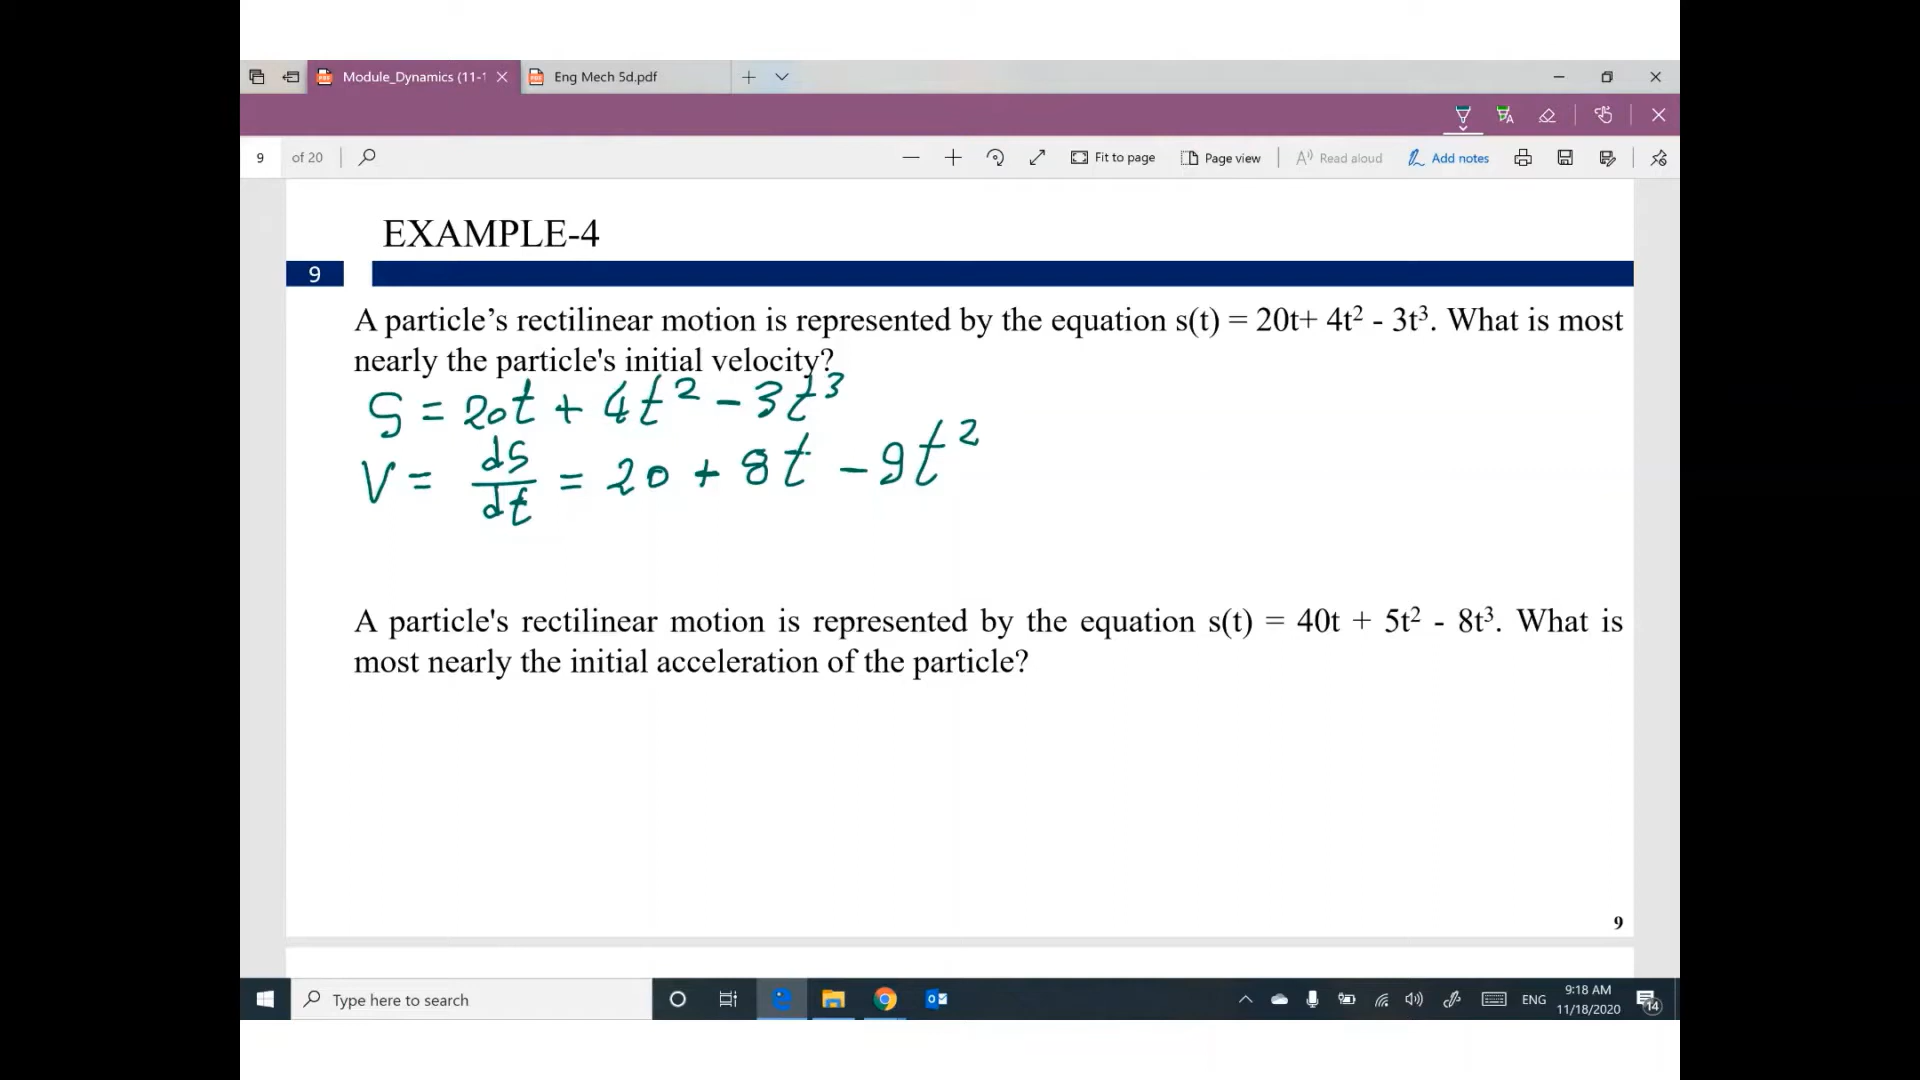 Module_Dynamics (11-1
Eng Mech 5d.pdf
9 of 20
Fit to page
Page view
Read aloud
Add notes
EXAMPLE-4
9
A particle’s rectilinear motion is represented by the equation s(t) = 20t+ 4t² - 3t³. What is most
nearly the particle's initial velocity?
S = 20t + 4t² - 3t³
V = ds/dt = 20 + 8t - 9t²
A particle's rectilinear motion is represented by the equation s(t) = 40t + 5t² - 8t³. What is
most nearly the initial acceleration of the particle?
9
Type here to search
ENG
9:18 AM
11/18/2020
14